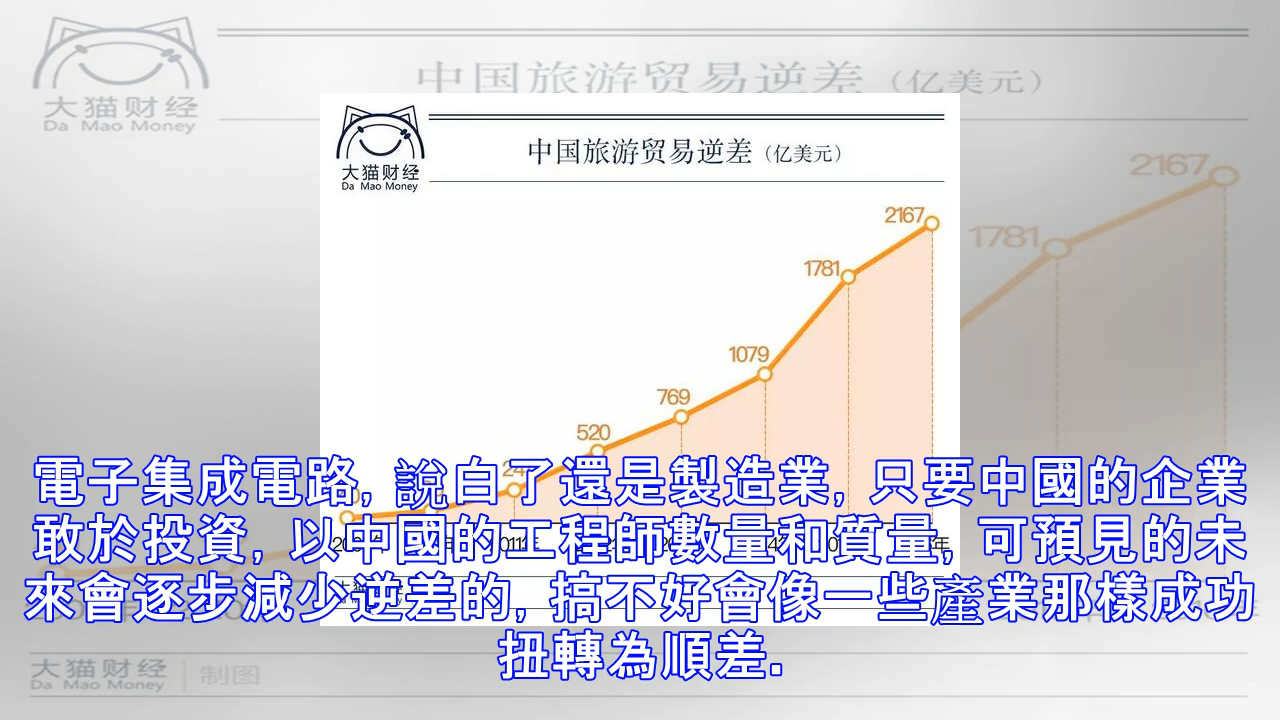 中国旅游贸易逆差（亿美元）
大猫财经
Da Mao Money
2167
1781
中国旅游贸易逆差（亿美元）
大猫财经
Da Mao Money
2167
1781
1079
769
520
電子集成電路, 說白了還是製造業, 只要中國的企業
敢於投資, 以中國的工程師數量和質量, 可預見的未
來會逐步減少逆差的, 搞不好會像一些產業那樣成功
扭轉為順差.
大猫财经
Da Mao Money
制图